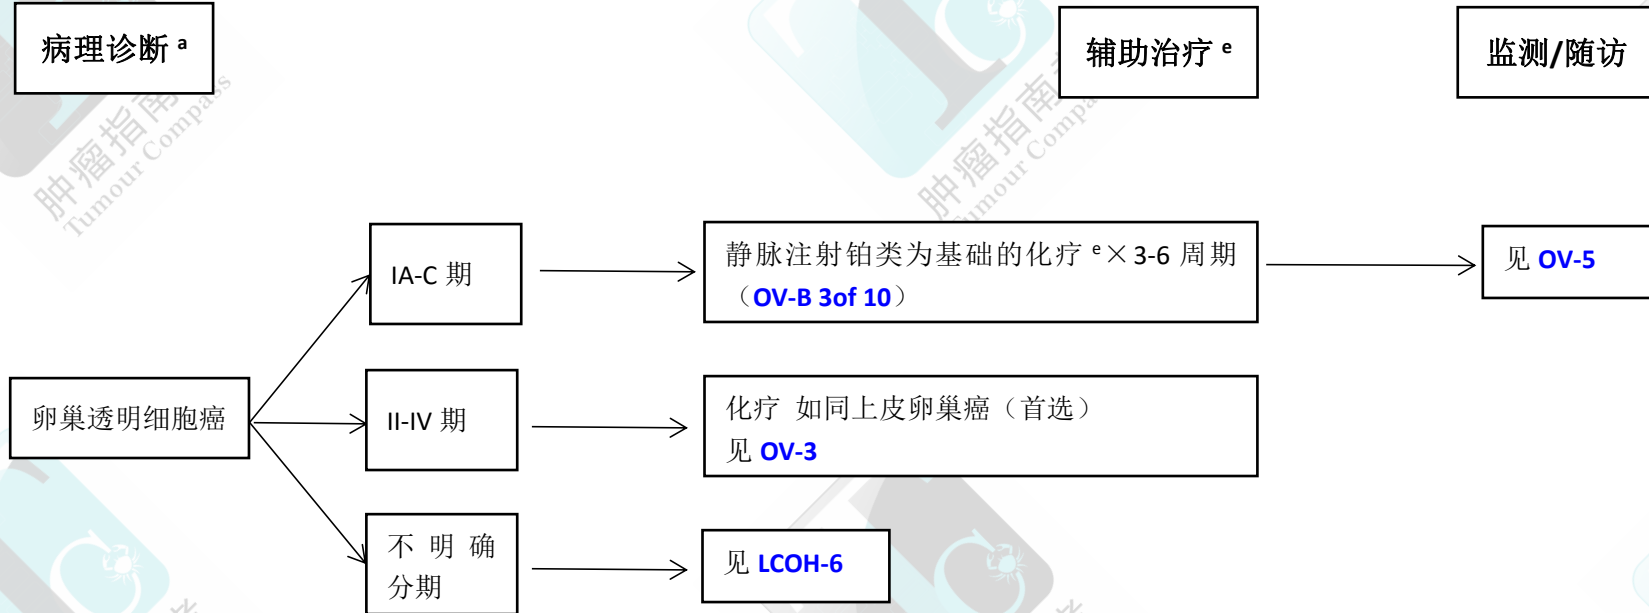 病理诊断 a
辅助治疗 e
监测/随访
IA-C 期
静脉注射铂类为基础的化疗 e×3-6 周期
（OV-B 3of 10）
见 OV-5
卵巢透明细胞癌
II-IV 期
化疗 如同上皮卵巢癌（首选）
见 OV-3
不 明 确
分期
见 LCOH-6
肿瘤指南
Tumour Compass
肿瘤指南
Tumour Compass